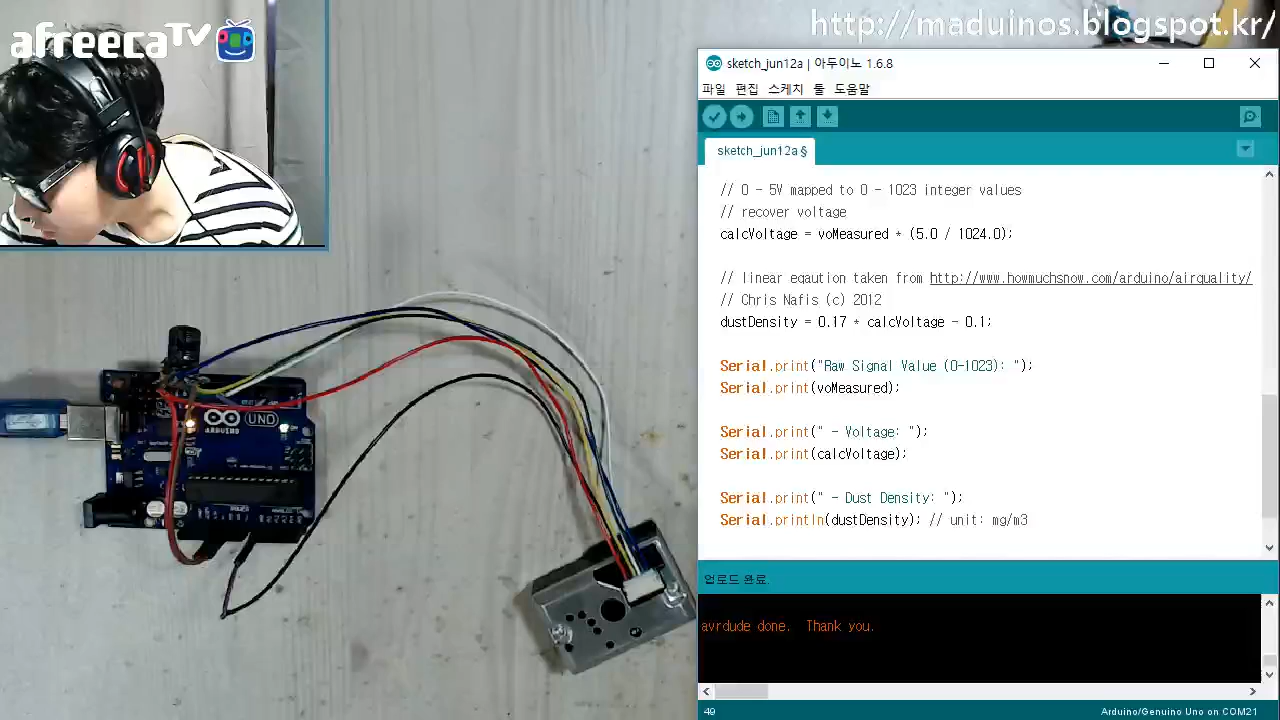 afreecaTV
http://maduinos.blogspot.kr/
sketch_jun12a | 아두이노 1.6.8
파일 편집 스케치 툴 도움말
sketch_jun12a §
// 0 - 5V mapped to 0 - 1023 integer values
// recover voltage
calcVoltage = voMeasured * (5.0 / 1024.0);
// linear eqaution taken from http://www.howmuchsnow.com/arduino/airquality/
// Chris Nafis (c) 2012
dustDensity = 0.17 * calcVoltage - 0.1;
Serial.print("Raw Signal Value (0-1023): ");
Serial.print(voMeasured);
Serial.print(" - Voltage: ");
Serial.print(calcVoltage);
Serial.print(" - Dust Density: ");
Serial.println(dustDensity); // unit: mg/m3
업로드 완료.
avrdude done.  Thank you.
49
Arduino/Genuino Uno on COM21
UNO
ARDUINO